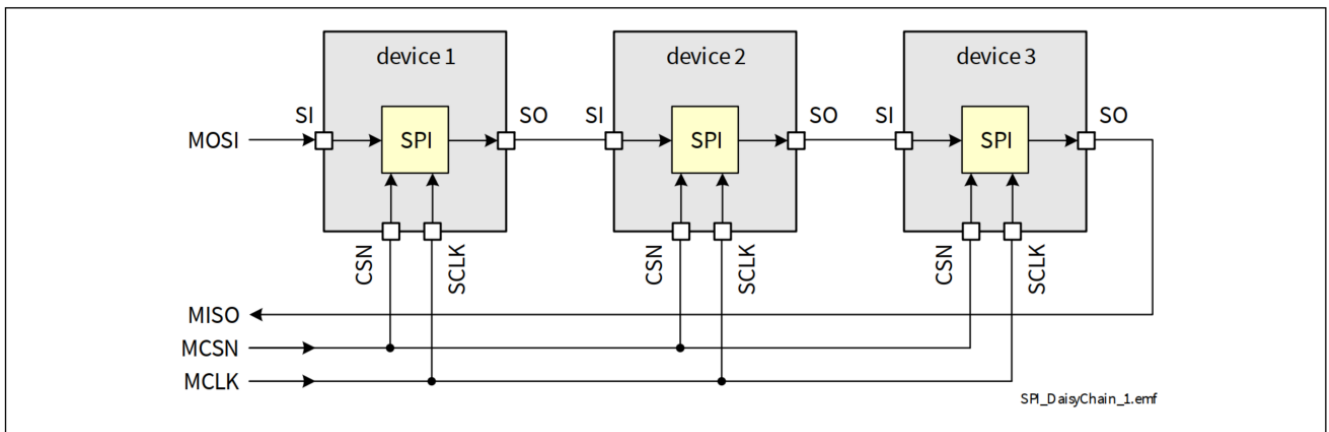 device 1 device 2 device 3
SI SO SI SO SI SO
MOSI SPI SPI SPI
CSN SCLK CSN SCLK CSN SCLK
MISO
MCSN
MCLK
SPI_DaisyChain_1.emf